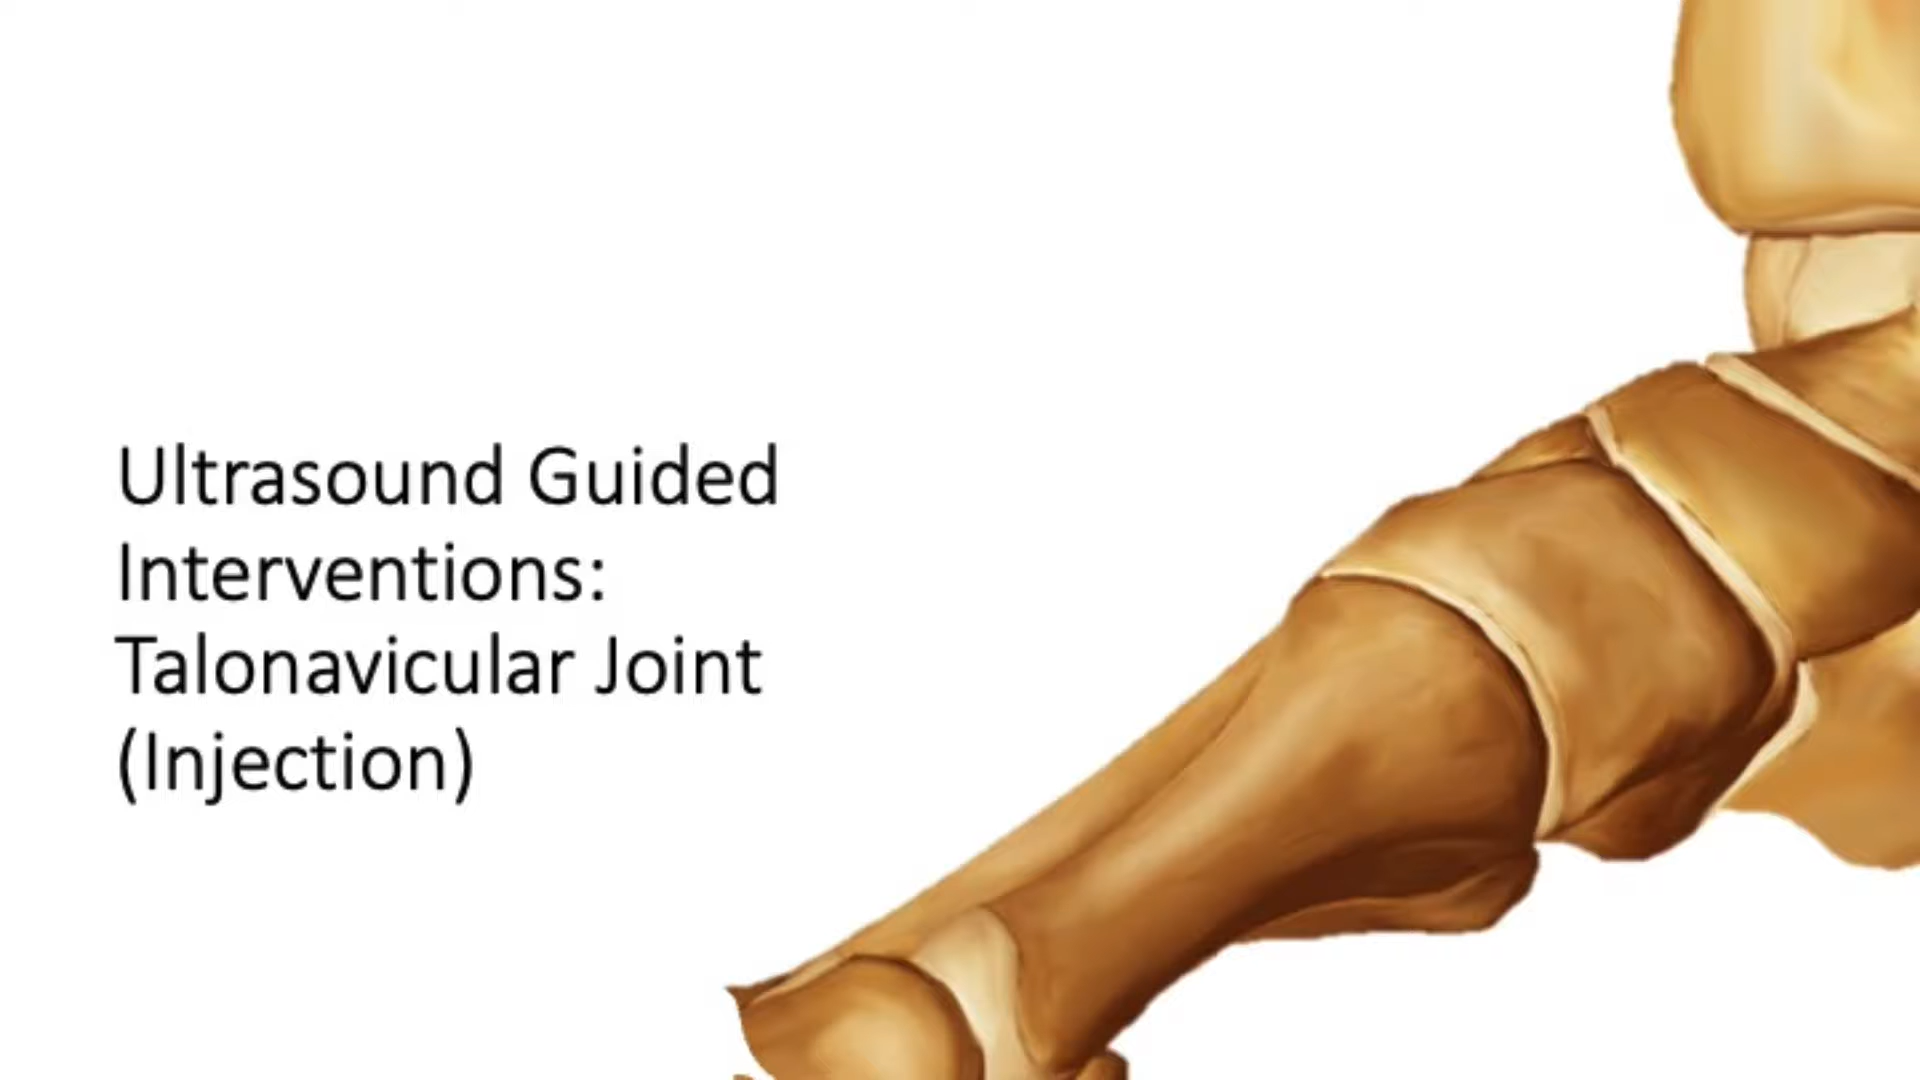 Ultrasound Guided
Interventions:
Talonavicular Joint
(Injection)